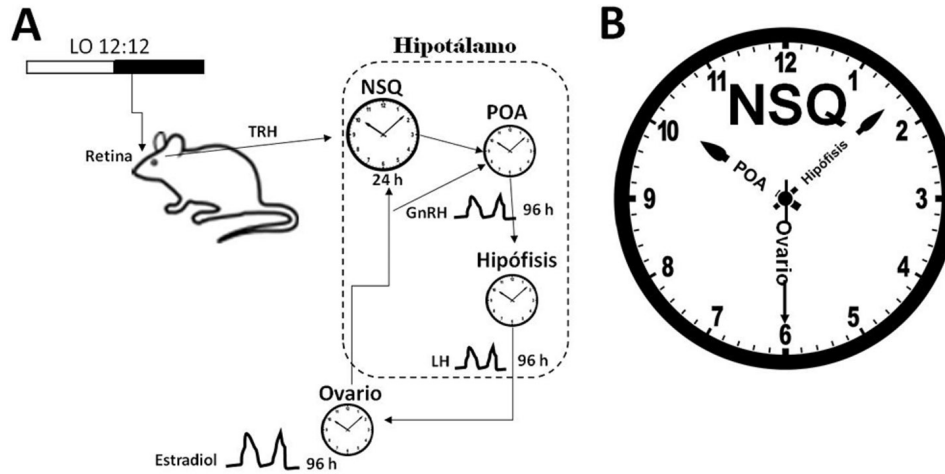 A
LO 12:12
Retina
TRH
Hipotálamo
NSQ
24 h
POA
GnRH
96 h
Hipófisis
LH
96 h
Ovario
Estradiol
96 h
B
12
1
2
3
4
5
6
7
8
9
10
11
NSQ
POA
Hipófisis
Ovario